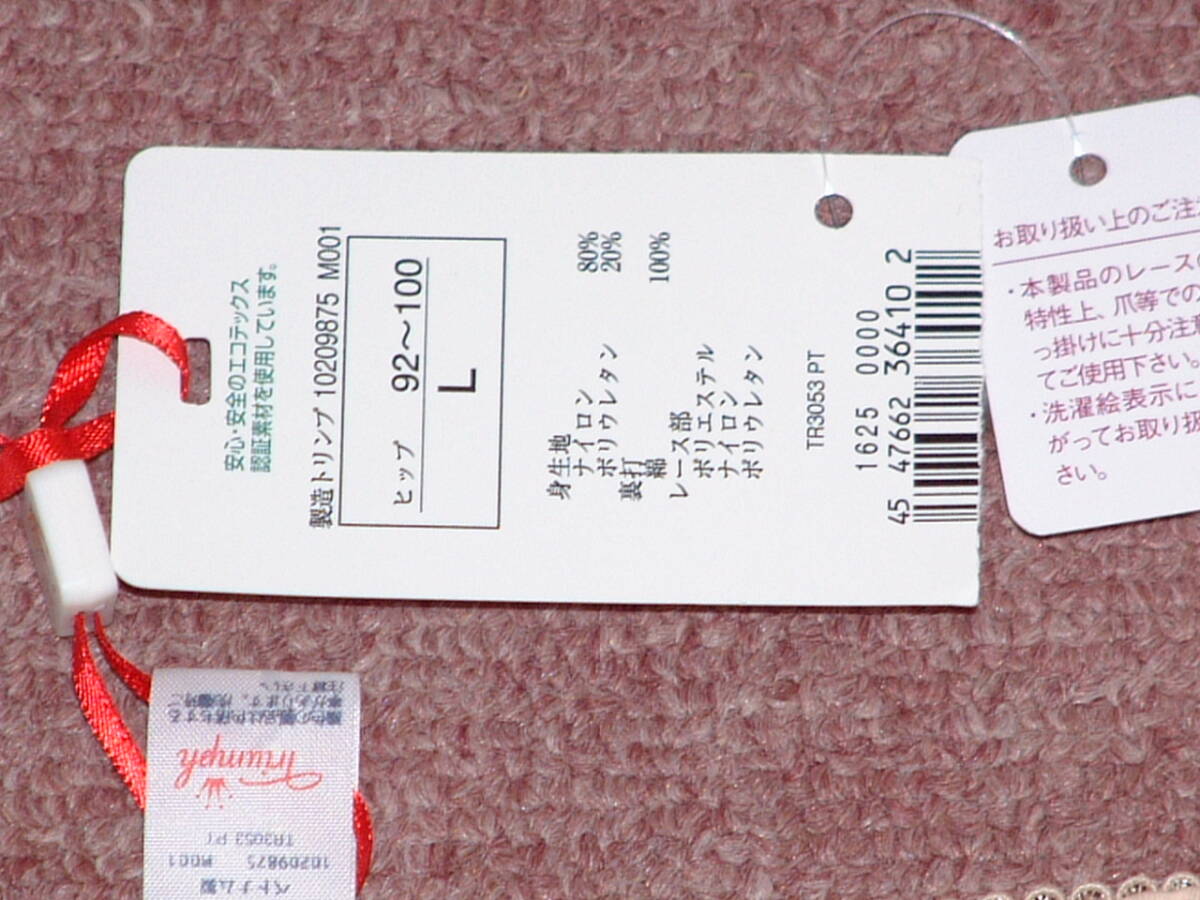 安心・安全のエコテックス
認証素材を使用しています。
製造トリンプ 10209875 M001
ヒップ 92～100
L
身生地
ナイロン 80%
ポリウレタン 20%
裏打
綿 100%
レース部
ポリエステル
ナイロン
ポリウレタン
TR3053 PT
1625 0000
45 47662 36410 2
お取り扱い上のご注
・本製品のレース
特性上、爪等での
っ掛けに十分注
てご使用下さい。
・洗濯絵表示に
がってお取り扱
さい。
Triumph
TR3053 PT
10209875 M001
ベトナム製